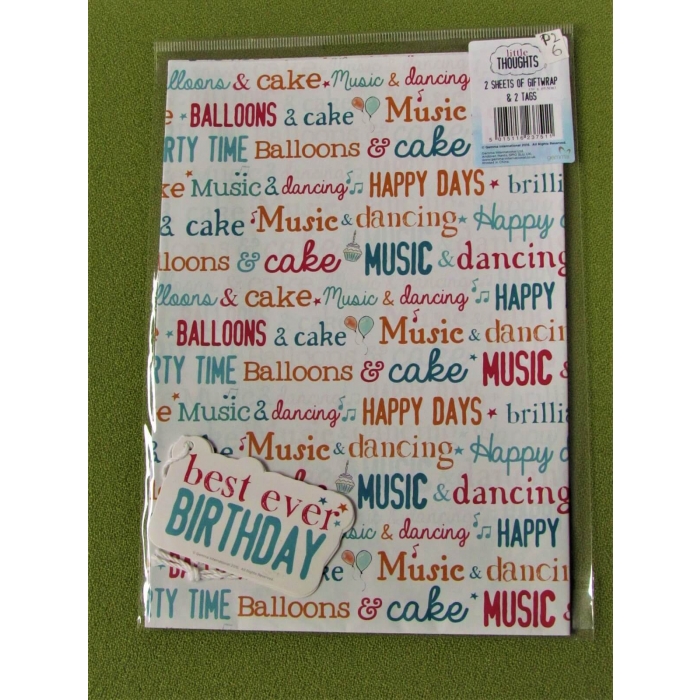 little
THOUGHTS
P2
6
2 SHEETS OF GIFTWRAP
& 2 TAGS
lloons & cake Music & dancing
BALLOONS & cake Music
RTY TIME Balloons & cake
ke Music & dancing HAPPY DAYS brilli
& cake Music & dancing Happy
lloons & cake MUSIC & dancing
lloons & cake Music & dancing HAPPY
BALLOONS & cake Music & dancin
RTY TIME Balloons & cake MUSIC &
ke Music & dancing HAPPY DAYS brilli
Music & dancing Happy
MUSIC & dancing
sic & dancing HAPPY
Music & dancin
RTY TIME Balloons & cake MUSIC &
best ever
BIRTHDAY